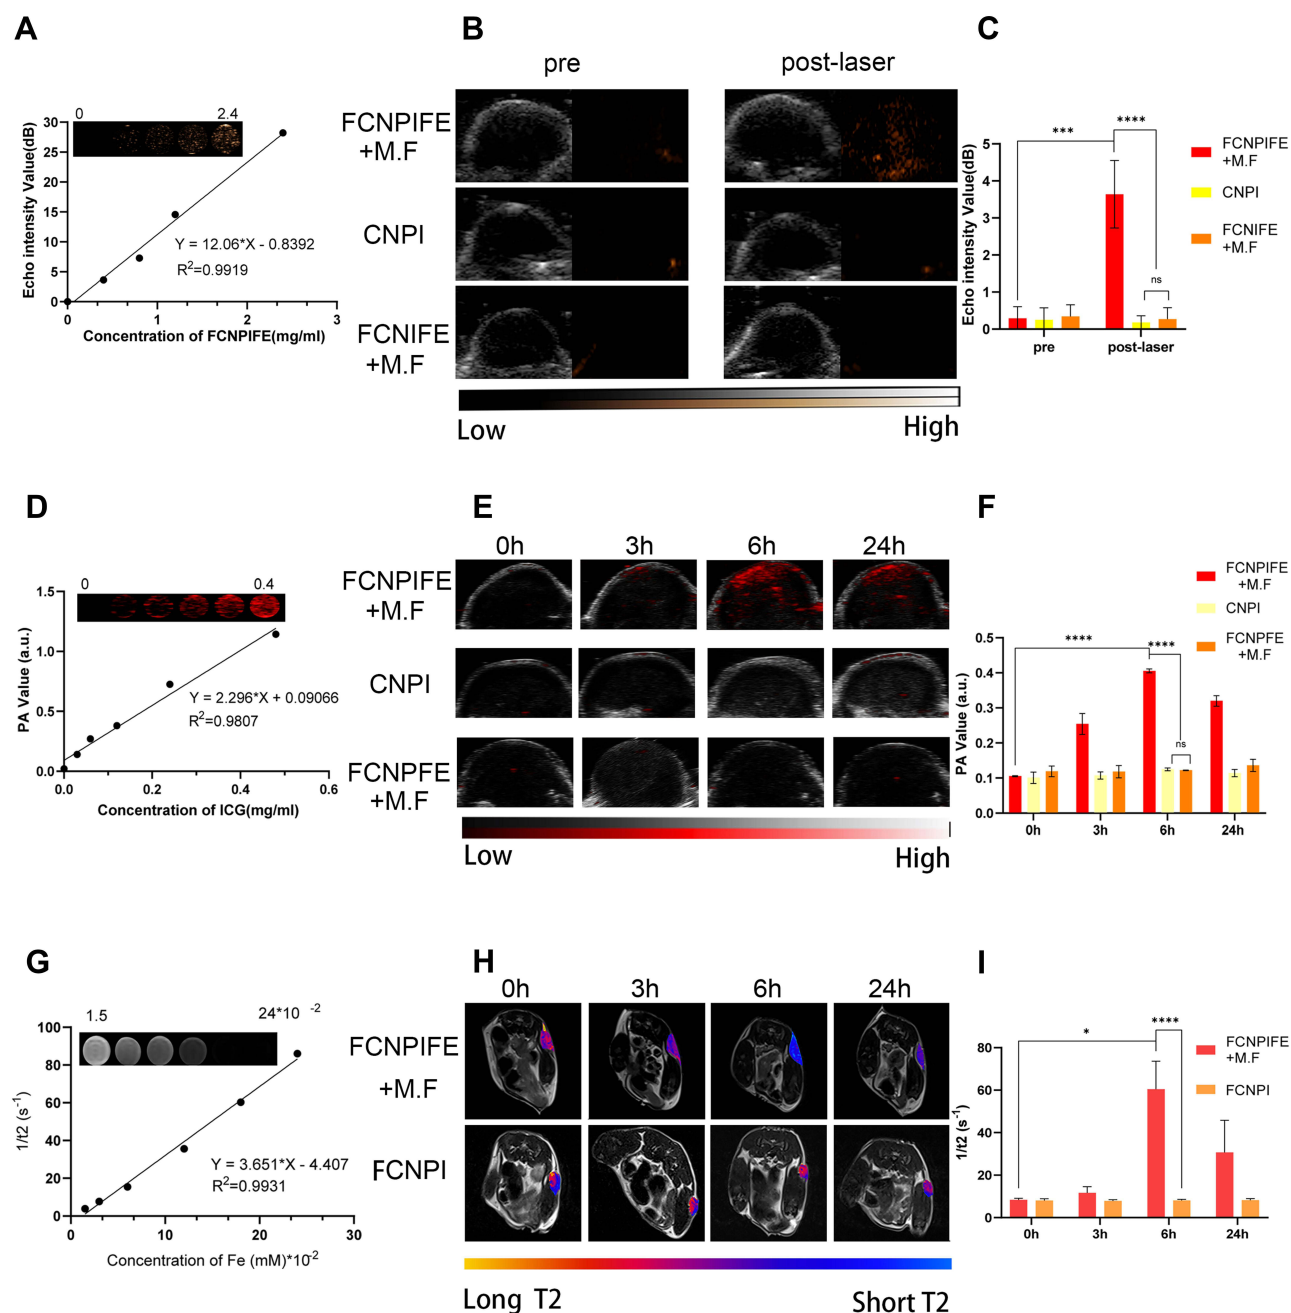 A
Echo intensity Value(dB)
30
25
20
15
10
5
0
0
2.4
Y = 12.06*X - 0.8392
R²=0.9919
0
1
2
3
Concentration of FCNPIFE(mg/ml)
B
pre
post-laser
FCNPIFE
+M.F
CNPI
FCNIFE
+M.F
Low
High
C
Echo intensity Value(dB)
5
4
3
2
1
0
***
****
ns
pre
post-laser
FCNPIFE
+M.F
CNPI
FCNIFE
+M.F
D
PA Value (a.u.)
1.5
1.0
0.5
0.0
0
0.4
Y = 2.296*X + 0.09066
R²=0.9807
0.0
0.2
0.4
0.6
Concentration of ICG(mg/ml)
E
0h
3h
6h
24h
FCNPIFE
+M.F
CNPI
FCNPFE
+M.F
Low
High
F
PA Value (a.u.)
0.5
0.4
0.3
0.2
0.1
0.0
****
****
ns
0h
3h
6h
24h
FCNPIFE
+M.F
CNPI
FCNPFE
+M.F
G
1/t2 (s⁻¹)
100
80
60
40
20
0
1.5
24*10 ⁻²
Y = 3.651*X - 4.407
R²=0.9931
0
10
20
30
Concentration of Fe (mM)*10⁻²
H
0h
3h
6h
24h
FCNPIFE
+M.F
FCNPI
Long T2
Short T2
I
1/t2 (s⁻¹)
80
60
40
20
0
*
****
0h
3h
6h
24h
FCNPIFE
+M.F
FCNPI